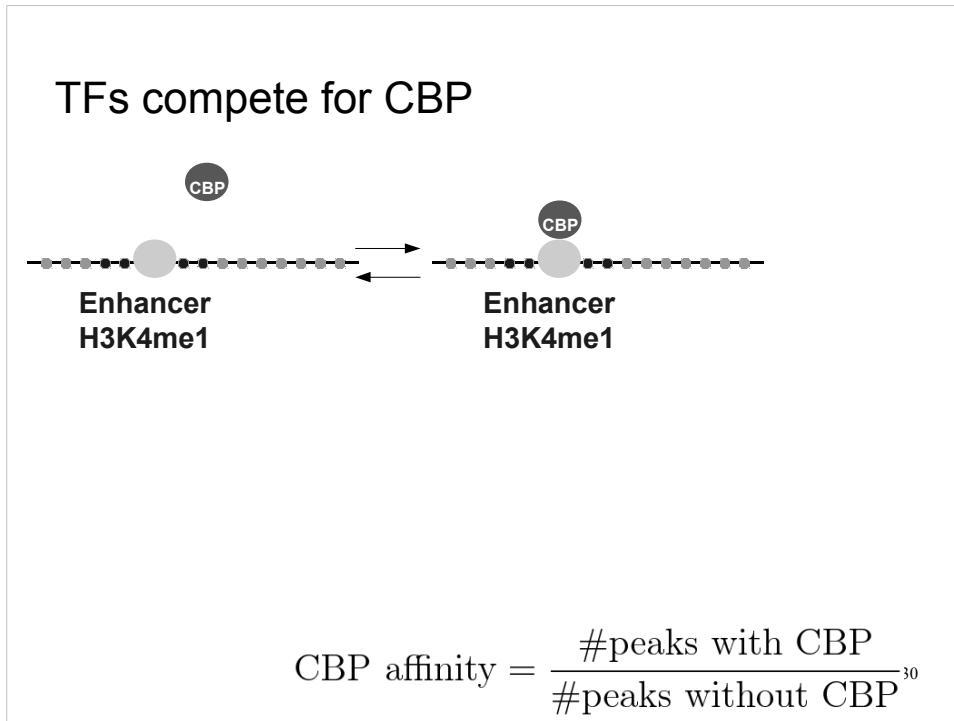 TFs compete for CBP
CBP
CBP
Enhancer
H3K4me1
Enhancer
H3K4me1
CBP affinity = #peaks with CBP
#peaks without CBP
30